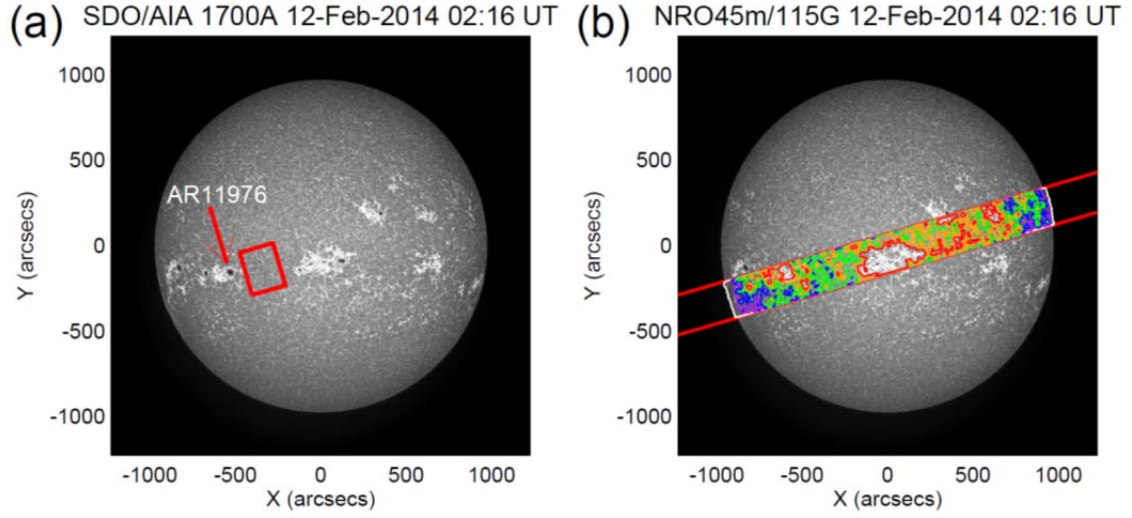 (a) SDO/AIA 1700A 12-Feb-2014 02:16 UT
1000
500
0
-500
-1000
Y (arcsecs)
AR11976
-1000 -500 0 500 1000
X (arcsecs)
(b) NRO45m/115G 12-Feb-2014 02:16 UT
1000
500
0
-500
-1000
Y (arcsecs)
-1000 -500 0 500 1000
X (arcsecs)